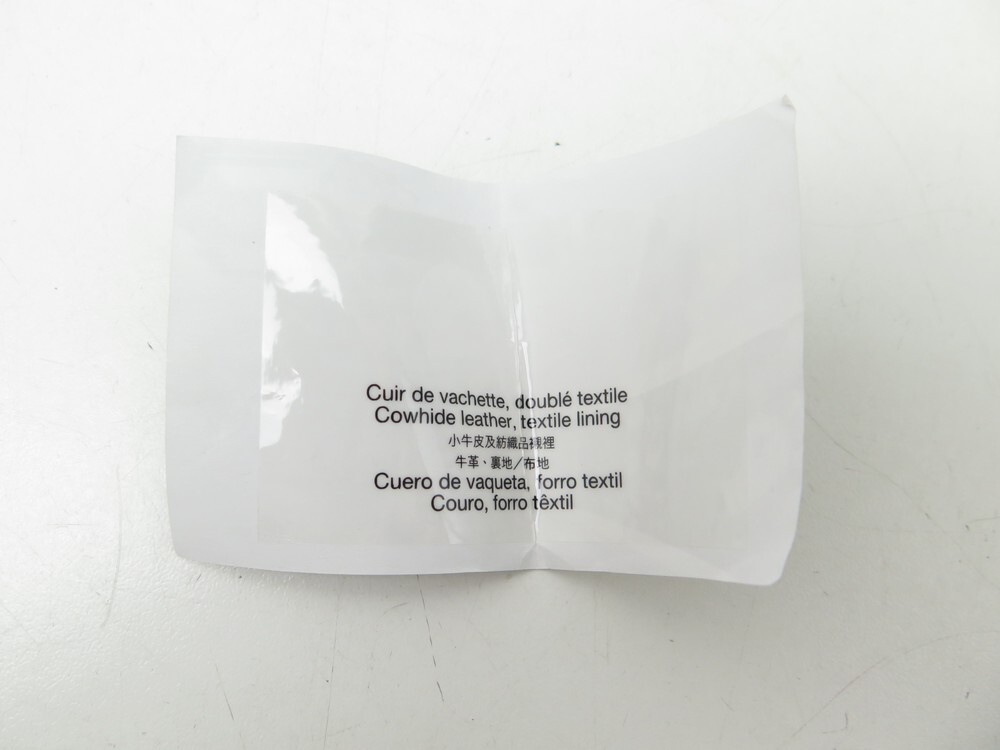 Cuir de vachette, doublé textile
Cowhide leather, textile lining
小牛皮及紡織品襯裡
牛革、裏地／布地
Cuero de vaqueta, forro textil
Couro, forro têxtil